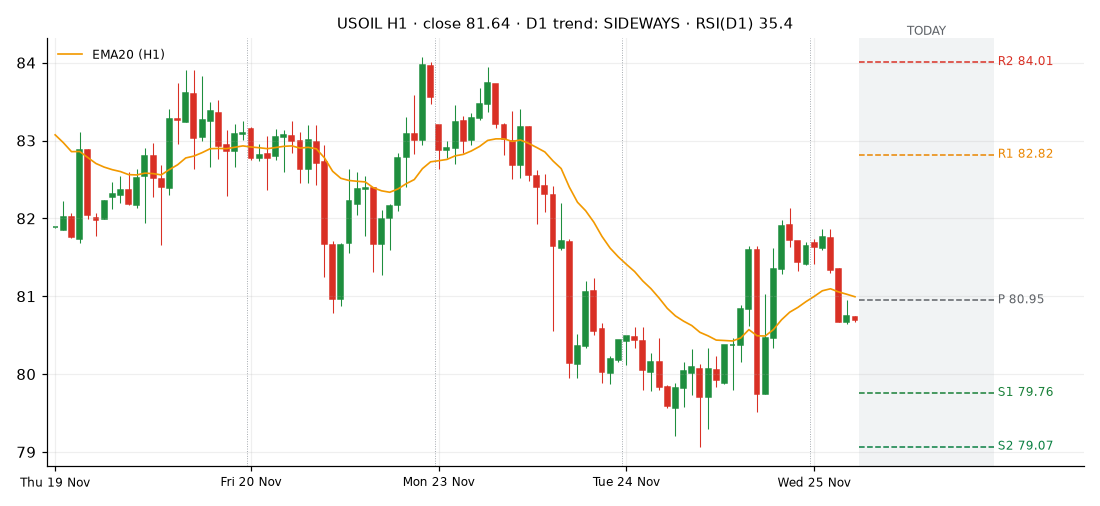 USOIL H1 · close 81.64 · D1 trend: SIDEWAYS · RSI(D1) 35.4
TODAY
EMA20 (H1)
84
83
82
81
80
79
R2 84.01
R1 82.82
P 80.95
S1 79.76
S2 79.07
Thu 19 Nov
Fri 20 Nov
Mon 23 Nov
Tue 24 Nov
Wed 25 Nov